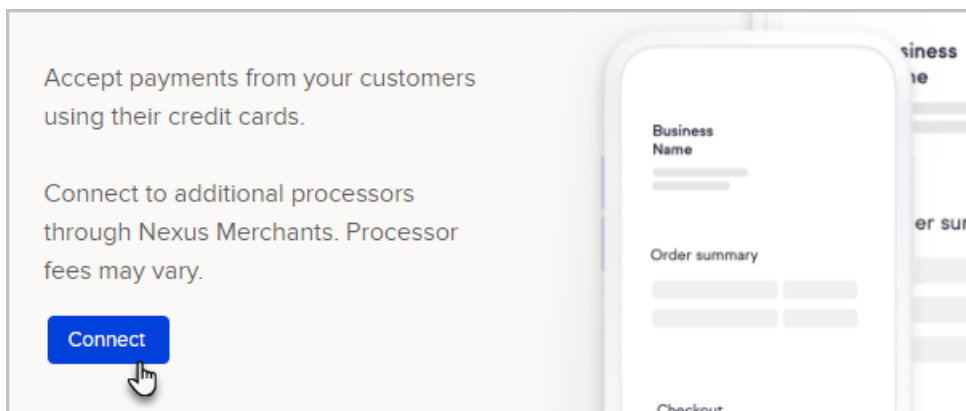 Accept payments from your customers
using their credit cards.
Connect to additional processors
through Nexus Merchants. Processor
fees may vary.
Connect
Business
Name
Order summary
Checkout